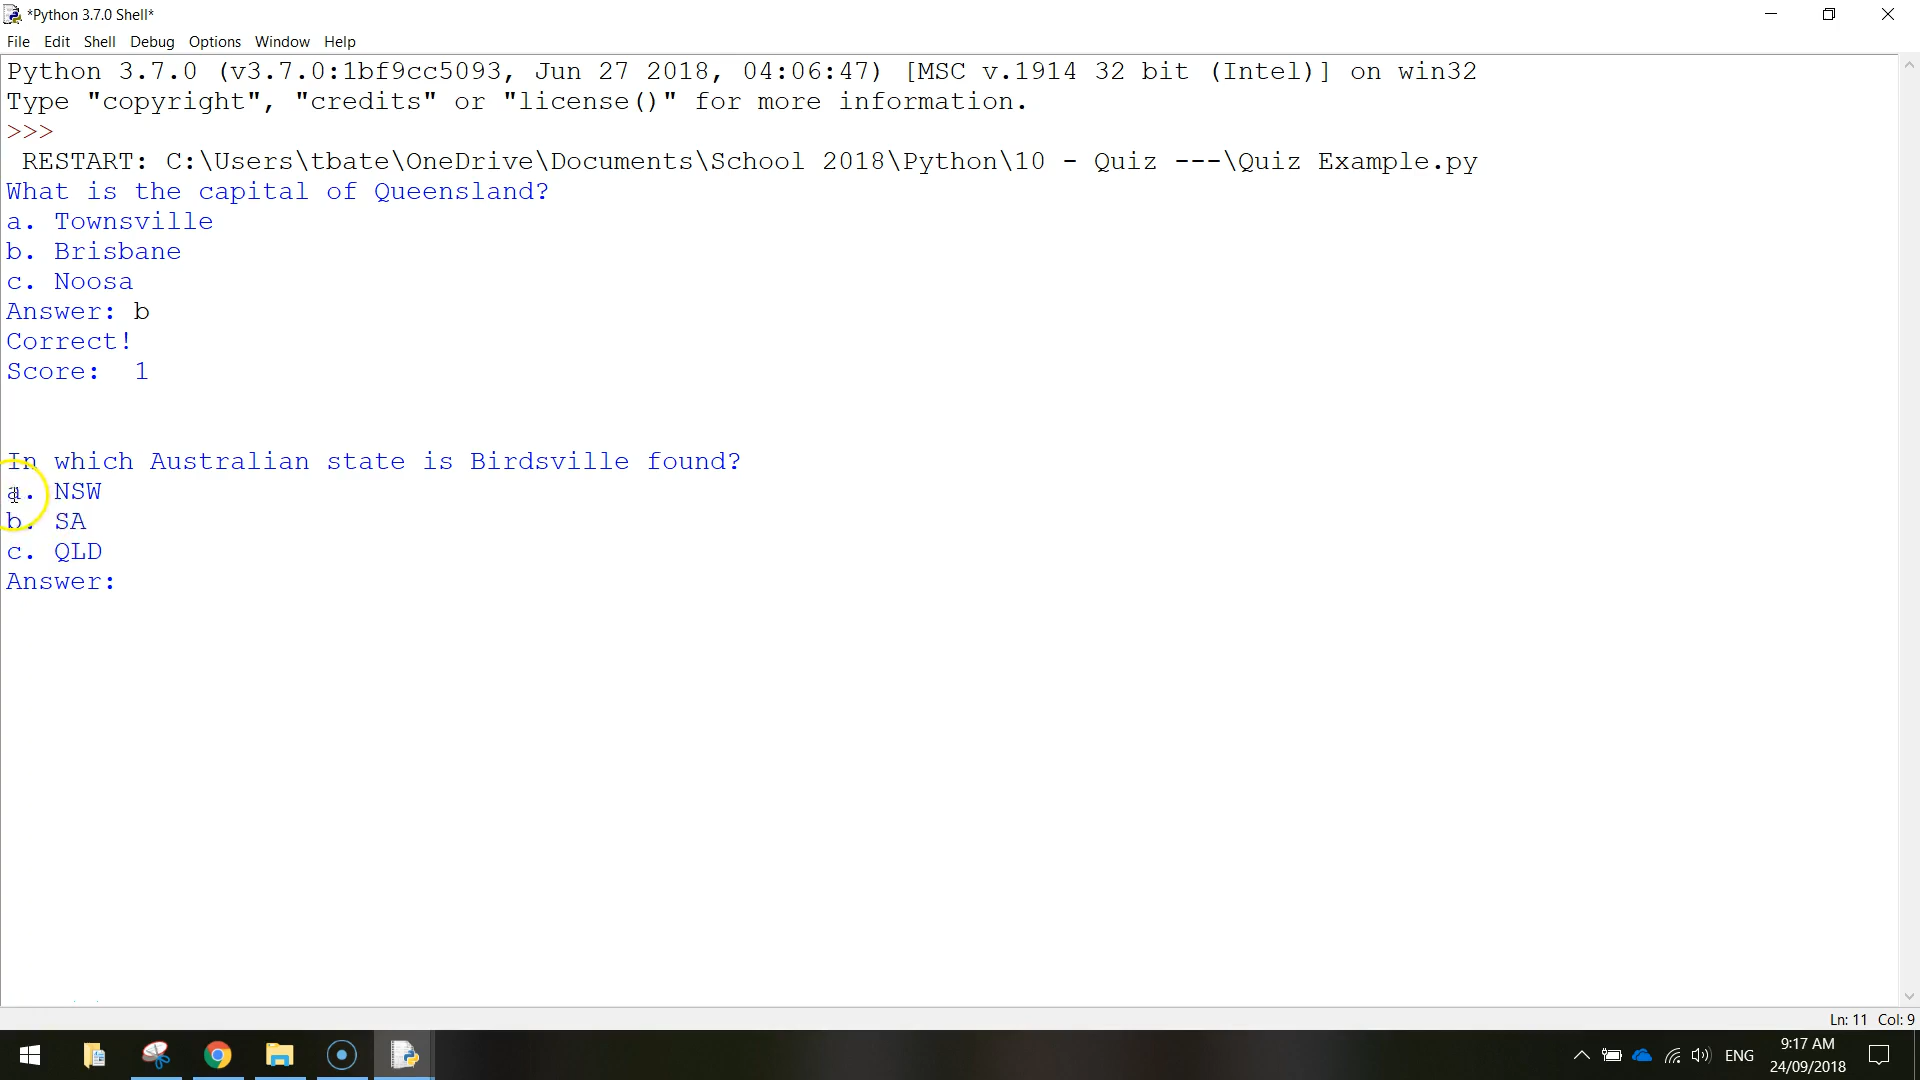 *Python 3.7.0 Shell*
File Edit Shell Debug Options Window Help
Python 3.7.0 (v3.7.0:1bf9cc5093, Jun 27 2018, 04:06:47) [MSC v.1914 32 bit (Intel)] on win32
Type "copyright", "credits" or "license()" for more information.
>>>
RESTART: C:\Users\tbate\OneDrive\Documents\School 2018\Python\10 - Quiz ---\Quiz Example.py
What is the capital of Queensland?
a. Townsville
b. Brisbane
c. Noosa
Answer: b
Correct!
Score:  1
In which Australian state is Birdsville found?
a. NSW
b. SA
c. QLD
Answer:
Ln: 11 Col: 9
ENG
9:17 AM
24/09/2018